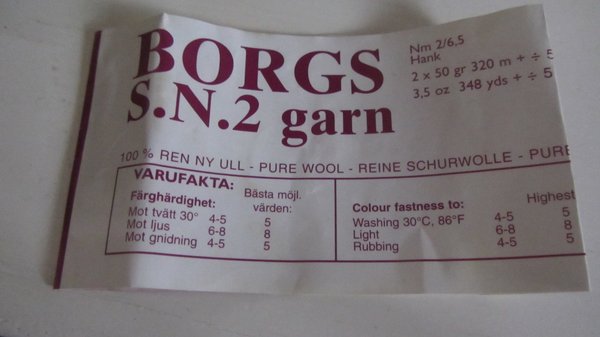 BORGS
S.N.2 garn
Nm 2/6.5
Hank
2 x 50 gr 320 m + ÷ 5
3,5 oz 348 yds + ÷ 5
100 % REN NY ULL - PURE WOOL - REINE SCHURWOLLE - PURE
VARUFAKTA:
Färghärdighet: Bästa möjl. värden:
Mot tvätt 30° 4-5 5
Mot ljus 6-8 8
Mot gnidning 4-5 5
Colour fastness to: Highest
Washing 30°C, 86°F 4-5 5
Light 6-8 8
Rubbing 4-5 5